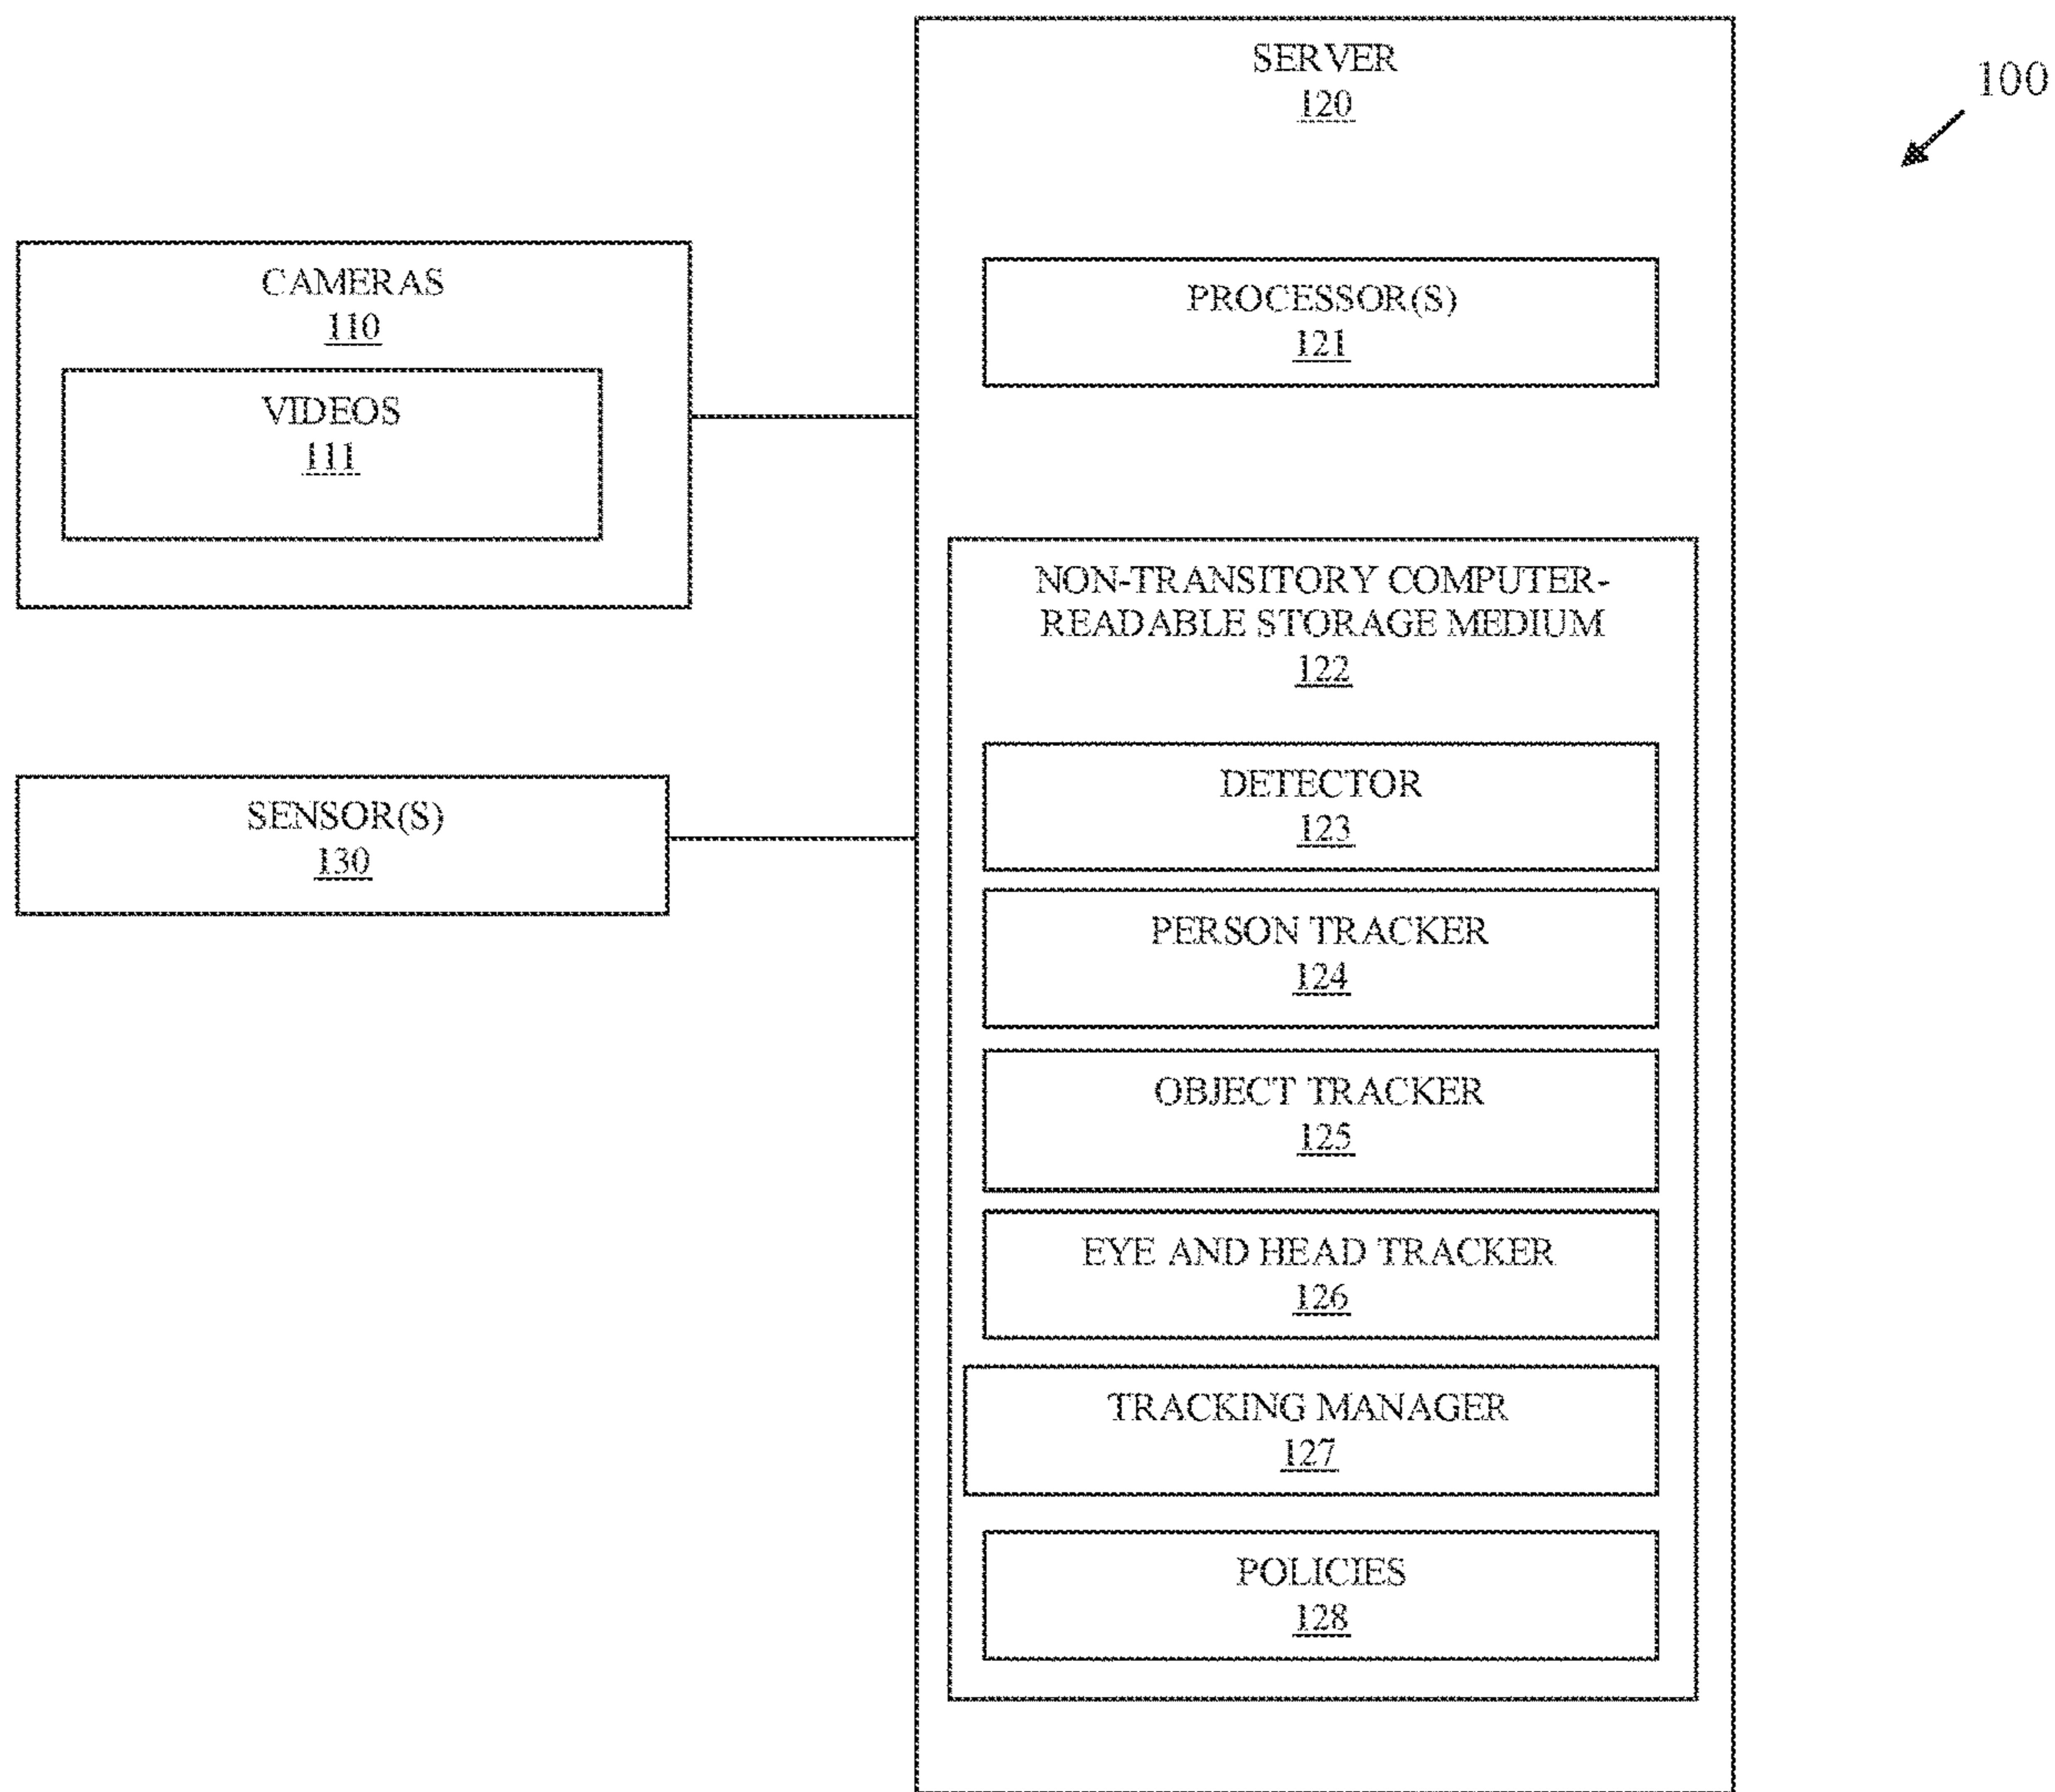 SERVER
120
100
CAMERAS
110
VIDEOS
111
PROCESSOR(S)
121
NON-TRANSITORY COMPUTER-
READABLE STORAGE MEDIUM
122
SENSOR(S)
130
DETECTOR
123
PERSON TRACKER
124
OBJECT TRACKER
125
EYE AND HEAD TRACKER
126
TRACKING MANAGER
127
POLICIES
128